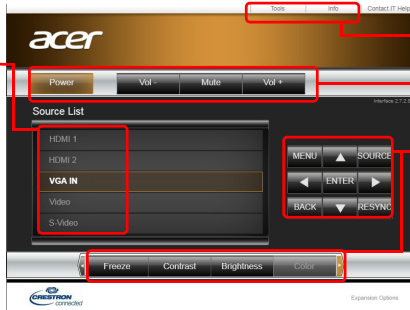 Tools Info Contact IT Help
acer
Power Vol - Mute Vol +
Source List
HDMI 1
HDMI 2
VGA IN
Video
S-Video
MENU SOURCE
ENTER
BACK RESYNC
Freeze Contrast Brightness Color
CRESTRON
connected
Expansion Options